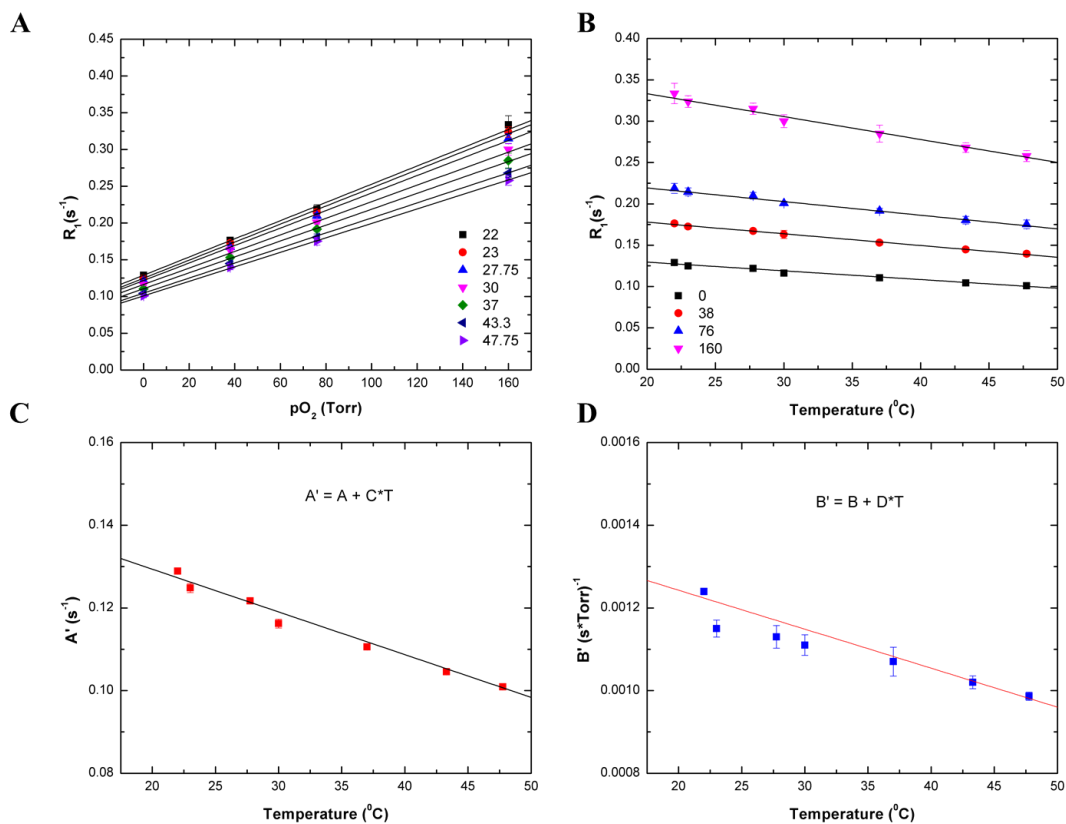 A
R₁(s⁻¹)
0.45
0.40
0.35
0.30
0.25
0.20
0.15
0.10
0.05
0.00
22
23
27.75
30
37
43.3
47.75
0 20 40 60 80 100 120 140 160
pO₂ (Torr)
B
R₁(s⁻¹)
0.40
0.35
0.30
0.25
0.20
0.15
0.10
0.05
0.00
0
38
76
160
20 25 30 35 40 45 50
Temperature (⁰C)
C
A' (s⁻¹)
0.16
0.14
0.12
0.10
0.08
A' = A + C*T
20 25 30 35 40 45 50
Temperature (⁰C)
D
B' (s*Torr)⁻¹
0.0016
0.0014
0.0012
0.0010
0.0008
B' = B + D*T
20 25 30 35 40 45 50
Temperature (⁰C)